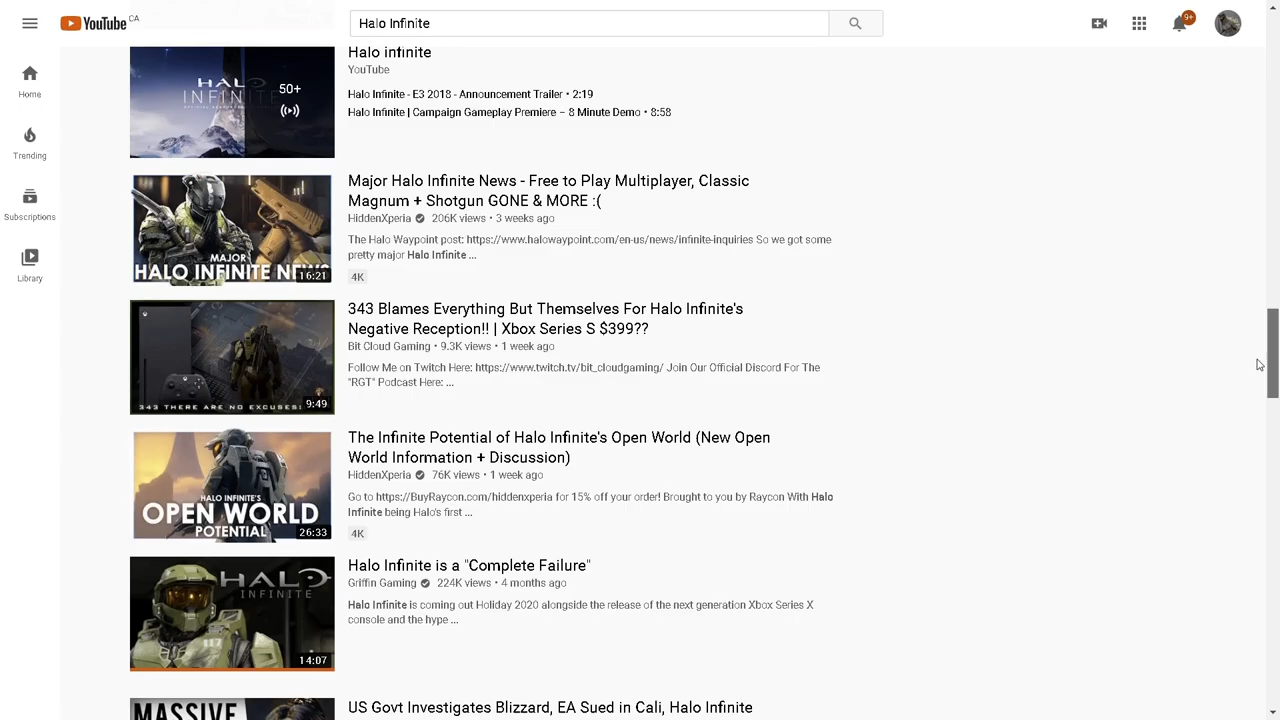 YouTube CA
Halo Infinite
9+
Home
Trending
Subscriptions
Library
HALO
INFINITE
50+
Halo infinite
YouTube
Halo Infinite - E3 2018 - Announcement Trailer • 2:19
Halo Infinite | Campaign Gameplay Premiere – 8 Minute Demo • 8:58
MAJOR
HALO INFINITE NEWS
16:21
Major Halo Infinite News - Free to Play Multiplayer, Classic
Magnum + Shotgun GONE & MORE :(
HiddenXperia 206K views • 3 weeks ago
The Halo Waypoint post: https://www.halowaypoint.com/en-us/news/infinite-inquiries So we got some
pretty major Halo Infinite ...
4K
343 THERE ARE NO EXCUSES!
9:49
343 Blames Everything But Themselves For Halo Infinite's
Negative Reception!! | Xbox Series S $399??
Bit Cloud Gaming • 9.3K views • 1 week ago
Follow Me on Twitch Here: https://www.twitch.tv/bit_cloudgaming/ Join Our Official Discord For The
"RGT" Podcast Here: ...
HALO INFINITE'S
OPEN WORLD
POTENTIAL
26:33
The Infinite Potential of Halo Infinite's Open World (New Open
World Information + Discussion)
HiddenXperia 76K views • 1 week ago
Go to https://BuyRaycon.com/hiddenxperia for 15% off your order! Brought to you by Raycon With Halo
Infinite being Halo's first ...
4K
HALO
INFINITE
117
14:07
Halo Infinite is a "Complete Failure"
Griffin Gaming 224K views • 4 months ago
Halo Infinite is coming out Holiday 2020 alongside the release of the next generation Xbox Series X
console and the hype ...
MASSIVE
US Govt Investigates Blizzard, EA Sued in Cali, Halo Infinite